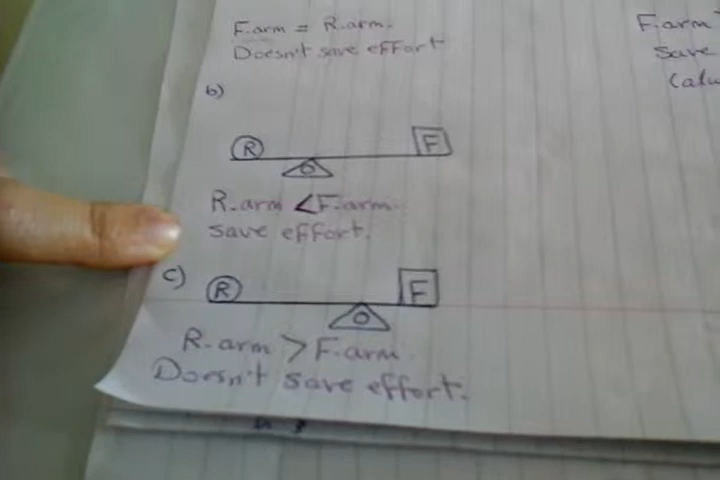 F.arm = R.arm.
Doesn't save effort
F.arm
save
b)
R
F
O
R.arm < F.arm.
save effort.
c)
R
F
O
R.arm > F.arm
Doesn't save effort.